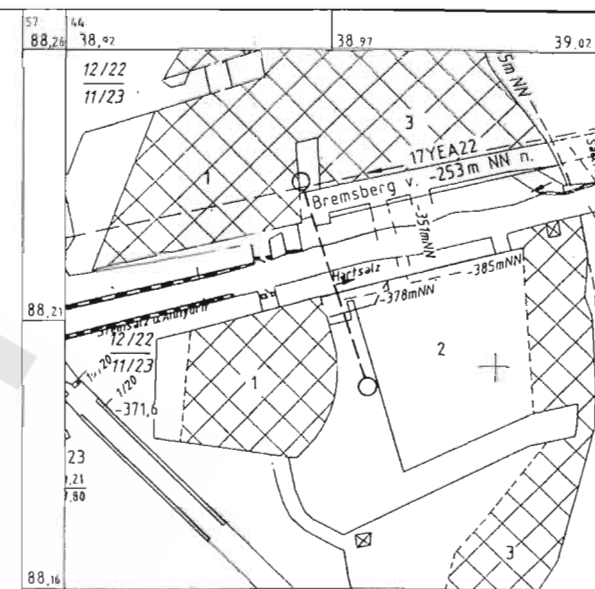 57 44
88,26 38,92 38,97 39,02
5m NN
12/22
11/23
3
1
17YEA22
Bremsberg v. -253m NN n.
-351mNN
Hartsalz
-385mNN
-378mNN
88,21
12/22
11/23
1/20
-371,6
1
2
23
3
88,16